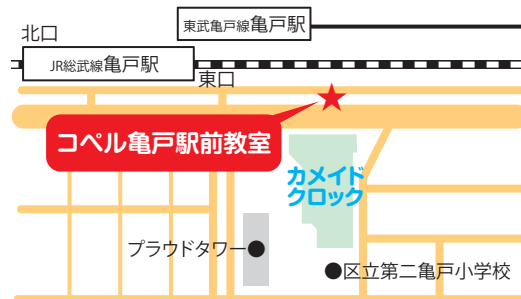 東武亀戸線亀戸駅
北口
JR総武線亀戸駅
東口
コペル亀戸駅前教室
カメイド
クロック
プラウドタワー
区立第二亀戸小学校